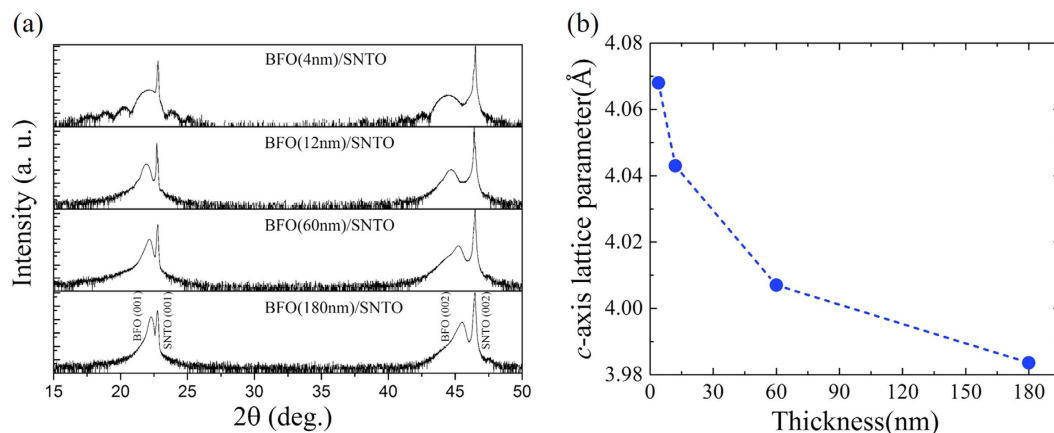 (a)
BFO(4nm)/SNTO
BFO(12nm)/SNTO
BFO(60nm)/SNTO
BFO(180nm)/SNTO
BFO (001)
SNTO (001)
BFO (002)
SNTO (002)
Intensity (a. u.)
15 20 25 30 35 40 45 50
2θ (deg.)
(b)
4.08
4.06
4.04
4.02
4.00
3.98
c-axis lattice parameter(Å)
0 30 60 90 120 150 180
Thickness(nm)